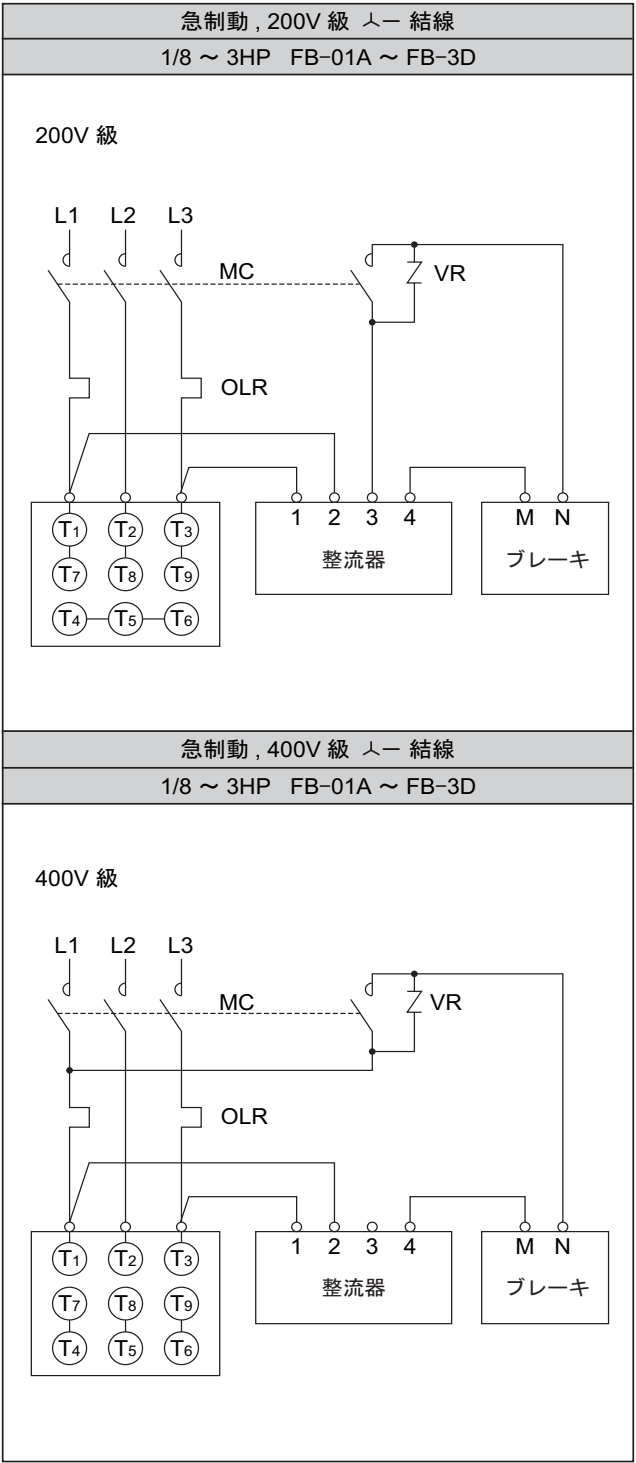 急制動 , 200V 級 人ー 結線
1/8 ～ 3HP FB-01A ～ FB-3D
200V 級
L1 L2 L3
MC VR
OLR
1 2 3 4 M N
T1 T2 T3
整流器 ブレーキ
T7 T8 T9
T4 T5 T6
急制動 , 400V 級 人ー 結線
1/8 ～ 3HP FB-01A ～ FB-3D
400V 級
L1 L2 L3
MC VR
OLR
1 2 3 4 M N
T1 T2 T3
整流器 ブレーキ
T7 T8 T9
T4 T5 T6